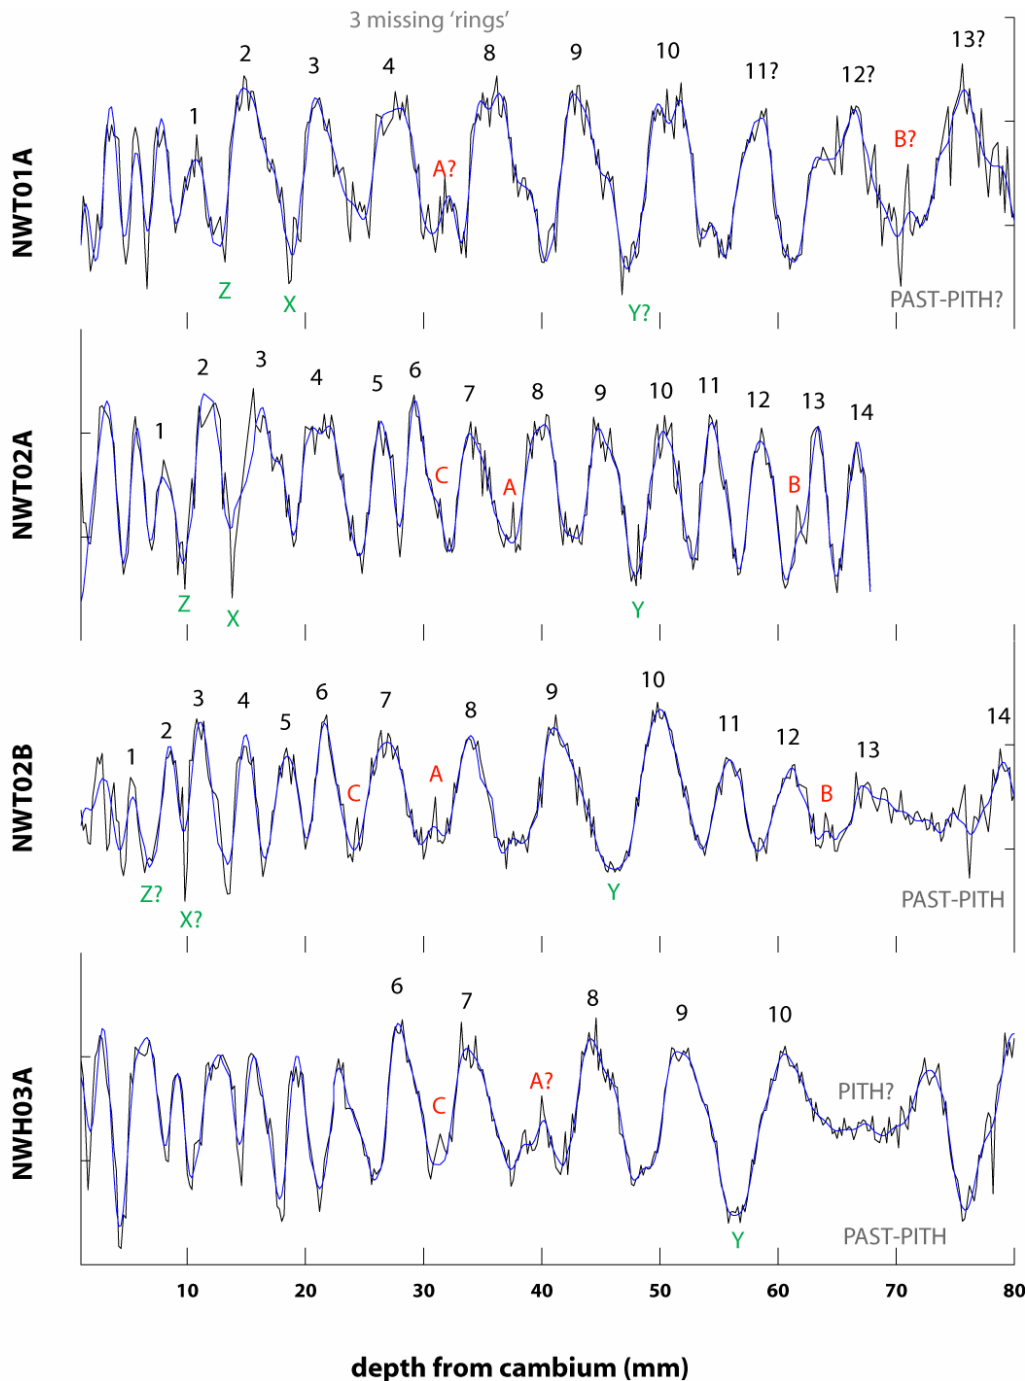 3 missing 'rings'
NWT01A
1 2 3 4 8 9 10 11? 12? 13?
A? B?
Z X Y?
PAST-PITH?
NWT02A
1 2 3 4 5 6 7 8 9 10 11 12 13 14
C A B
Z X Y
NWT02B
1 2 3 4 5 6 7 8 9 10 11 12 13 14
C A B
Z? X? Y
PAST-PITH
NWH03A
6 7 8 9 10
C A?
PITH?
Y
PAST-PITH
10 20 30 40 50 60 70 80
depth from cambium (mm)